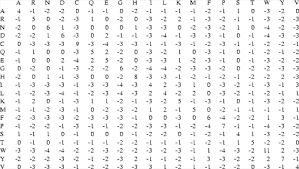 A R N D C Q E G H I L K M F P S T W Y V
A 4 -1 -2 -2 0 -1 -1 0 -2 -1 -1 -1 -1 -2 -1 1 0 -3 -2 0
R -1 5 0 -2 -3 1 0 -2 0 -3 -2 2 -1 -3 -2 -1 -1 -3 -2 -3
N -2 0 6 1 -3 0 0 0 1 -3 -3 0 -2 -3 -2 1 0 -4 -2 -3
D -2 -2 1 6 -3 0 2 -1 -1 -3 -4 -1 -3 -3 -1 0 -1 -4 -3 -3
C 0 -3 -3 -3 9 -3 -4 -3 -3 -1 -1 -3 -1 -2 -3 -1 -1 -2 -2 -1
Q -1 1 0 0 -3 5 2 -2 0 -3 -2 1 0 -3 -1 0 -1 -2 -1 -2
E -1 0 0 2 -4 2 5 -2 0 -3 -3 1 -2 -3 -1 0 -1 -3 -2 -2
G 0 -2 0 -1 -3 -2 -2 6 -2 -4 -4 -2 -3 -3 -2 0 -2 -2 -3 -3
H -2 0 1 -1 -3 0 0 -2 8 -3 -3 -1 -2 -1 -2 -1 -2 -2 2 -3
I -1 -3 -3 -3 -1 -3 -3 -4 -3 4 2 -3 1 0 -3 -2 -1 -3 -1 3
L -1 -2 -3 -4 -1 -2 -3 -4 -3 2 4 -2 2 0 -3 -2 -1 -2 -1 1
K -1 2 0 -1 -3 1 1 -2 -1 -3 -2 5 -1 -3 -1 0 -1 -3 -2 -2
M -1 -1 -2 -3 -1 0 -2 -3 -2 1 2 -1 5 0 -2 -1 -1 -1 -1 1
F -2 -3 -3 -3 -2 -3 -3 -3 -1 0 0 -3 0 6 -4 -2 -2 1 3 -1
P -1 -2 -2 -1 -3 -1 -1 -2 -2 -3 -3 -1 -2 -4 7 -1 -1 -4 -3 -2
S 1 -1 1 0 -1 0 0 0 -1 -2 -2 0 -1 -2 -1 4 1 -3 -2 -2
T 0 -1 0 -1 -1 -1 -1 -2 -2 -1 -1 -1 -1 -2 -1 1 5 -2 -2 0
W -3 -3 -4 -4 -2 -2 -3 -2 -2 -3 -2 -3 -1 1 -4 -3 -2 11 2 -3
Y -2 -2 -2 -3 -2 -1 -2 -3 2 -1 -1 -2 -1 3 -3 -2 -2 2 7 -1
V 0 -3 -3 -3 -1 -2 -2 -3 -3 3 1 -2 1 -1 -2 -2 0 -3 -1 4